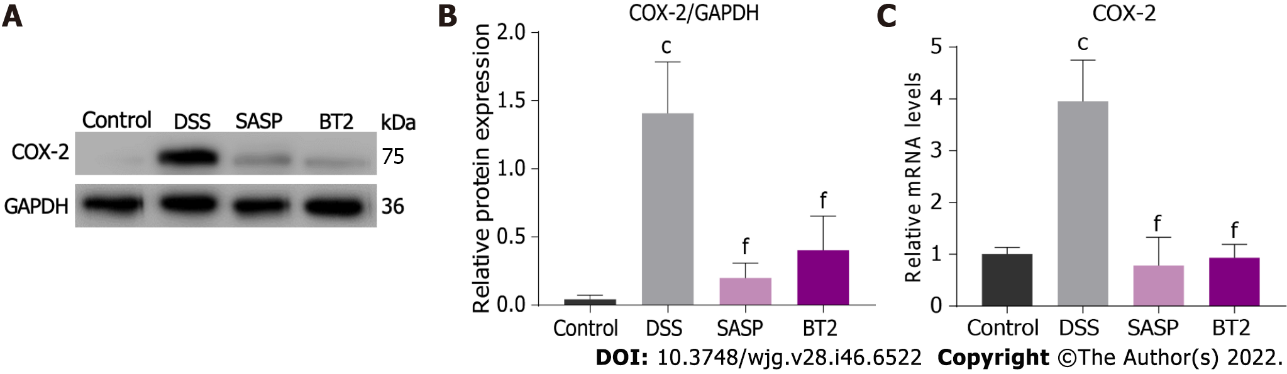 A
Control DSS SASP BT2 kDa
COX-2 75
GAPDH 36
B
COX-2/GAPDH
Relative protein expression
2.0
1.5
1.0
0.5
0.0
c
f
f
Control DSS SASP BT2
C
COX-2
Relative mRNA levels
5
4
3
2
1
0
c
f
f
Control DSS SASP BT2
DOI: 10.3748/wjg.v28.i46.6522 Copyright ©The Author(s) 2022.